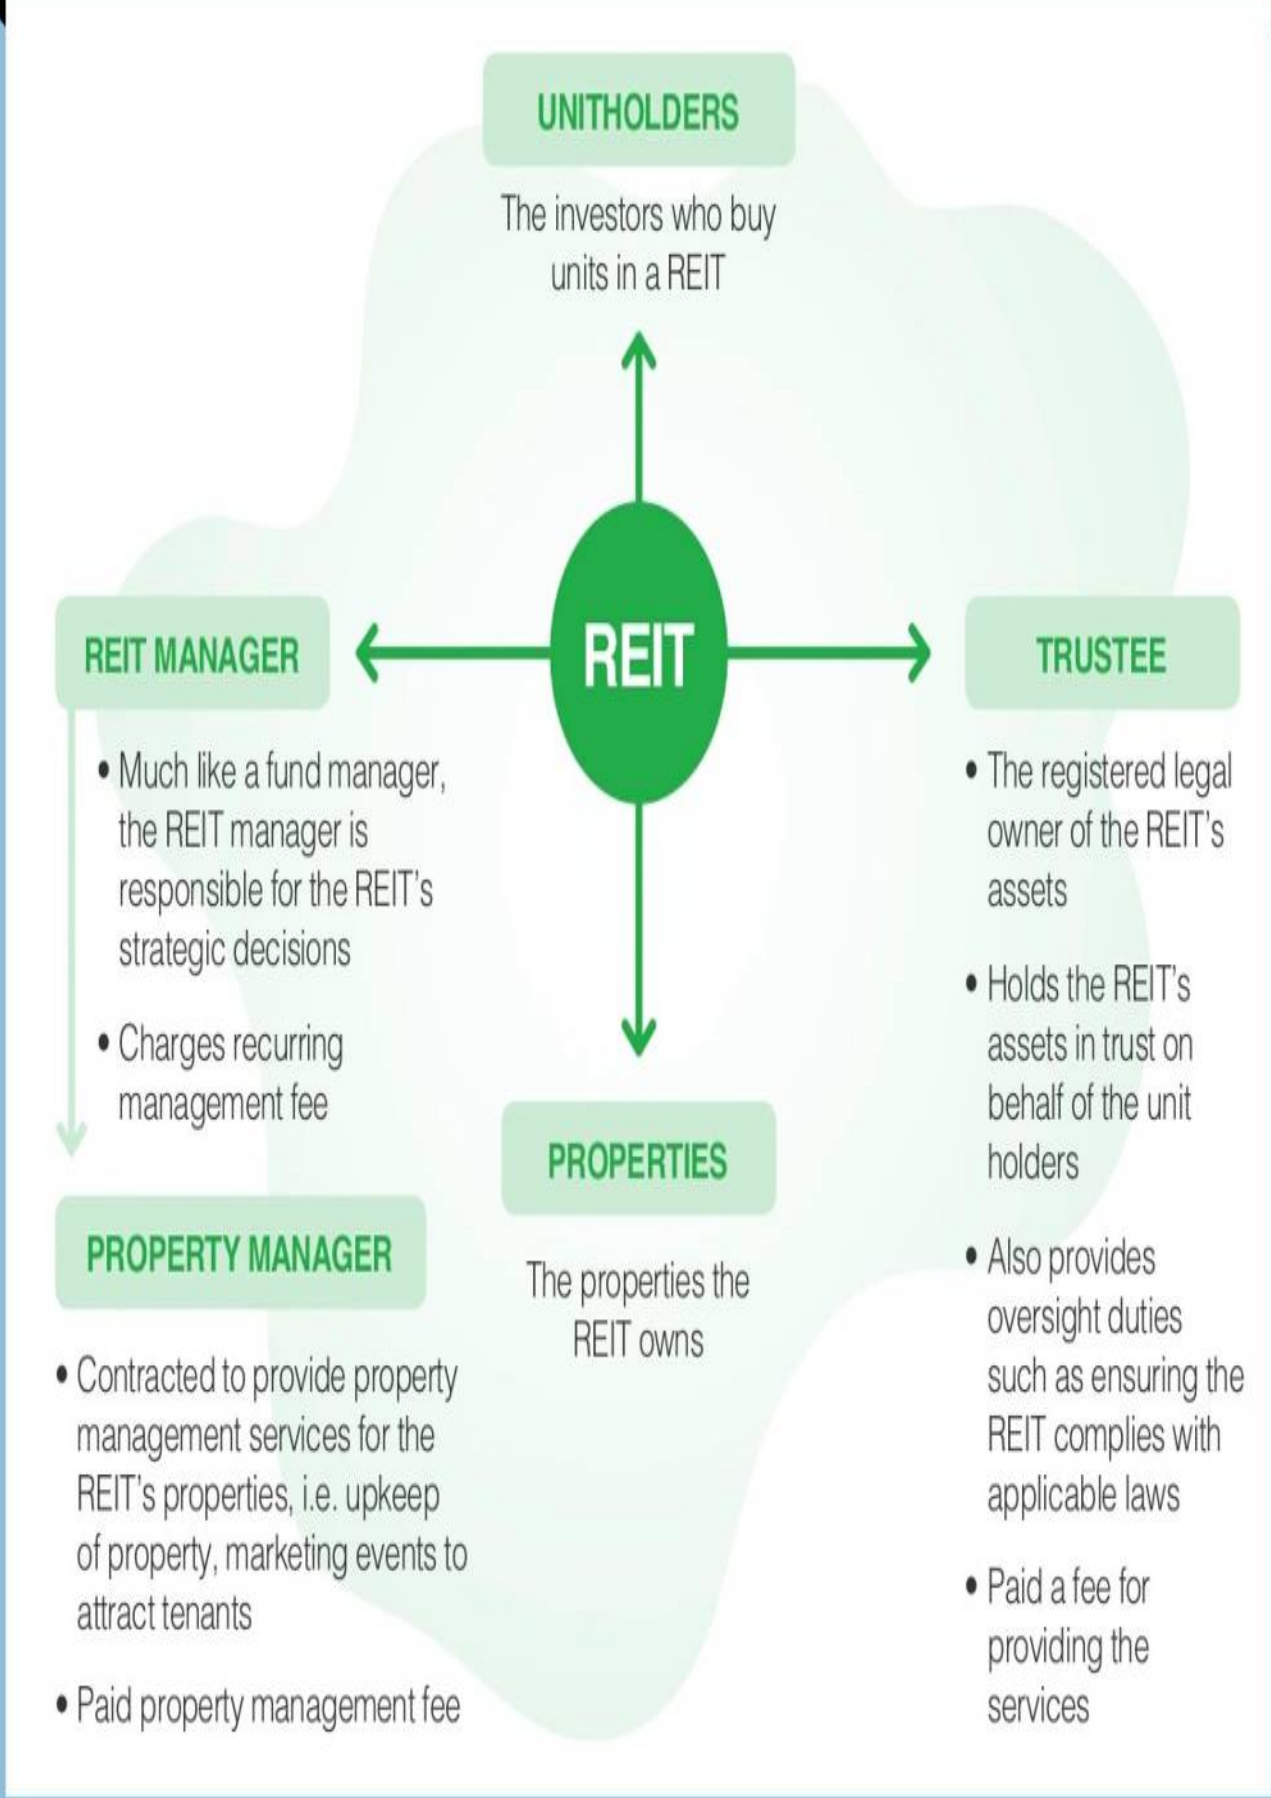 UNITHOLDERS
The investors who buy
units in a REIT
REIT
REIT MANAGER
• Much like a fund manager,
the REIT manager is
responsible for the REIT's
strategic decisions
• Charges recurring
management fee
PROPERTY MANAGER
• Contracted to provide property
management services for the
REIT's properties, i.e. upkeep
of property, marketing events to
attract tenants
• Paid property management fee
PROPERTIES
The properties the
REIT owns
TRUSTEE
• The registered legal
owner of the REIT's
assets
• Holds the REIT's
assets in trust on
behalf of the unit
holders
• Also provides
oversight duties
such as ensuring the
REIT complies with
applicable laws
• Paid a fee for
providing the
services